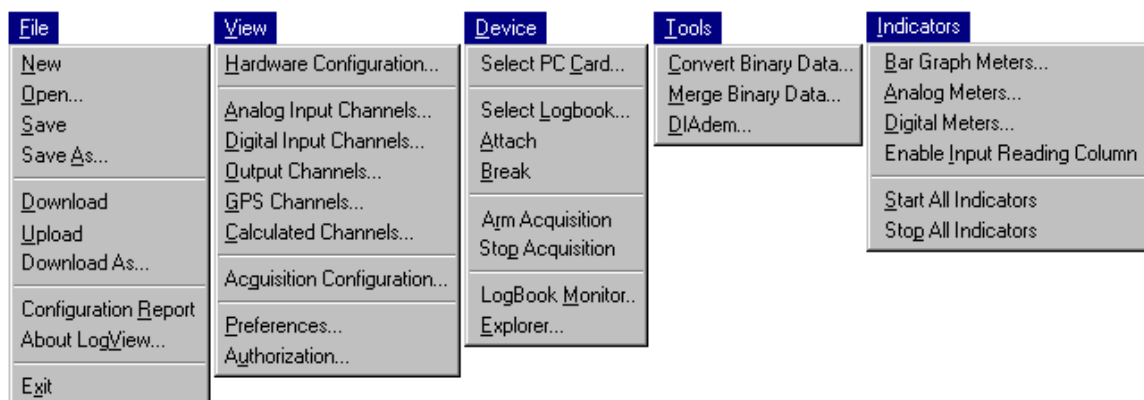 File
New
Open...
Save
Save As...
Download
Upload
Download As...
Configuration Report
About LogView...
Exit
View
Hardware Configuration...
Analog Input Channels...
Digital Input Channels...
Output Channels...
GPS Channels...
Calculated Channels...
Acquisition Configuration...
Preferences...
Authorization...
Device
Select PC Card...
Select Logbook...
Attach
Break
Arm Acquisition
Stop Acquisition
LogBook Monitor..
Explorer...
Tools
Convert Binary Data...
Merge Binary Data...
DIAdem...
Indicators
Bar Graph Meters...
Analog Meters...
Digital Meters...
Enable Input Reading Column
Start All Indicators
Stop All Indicators